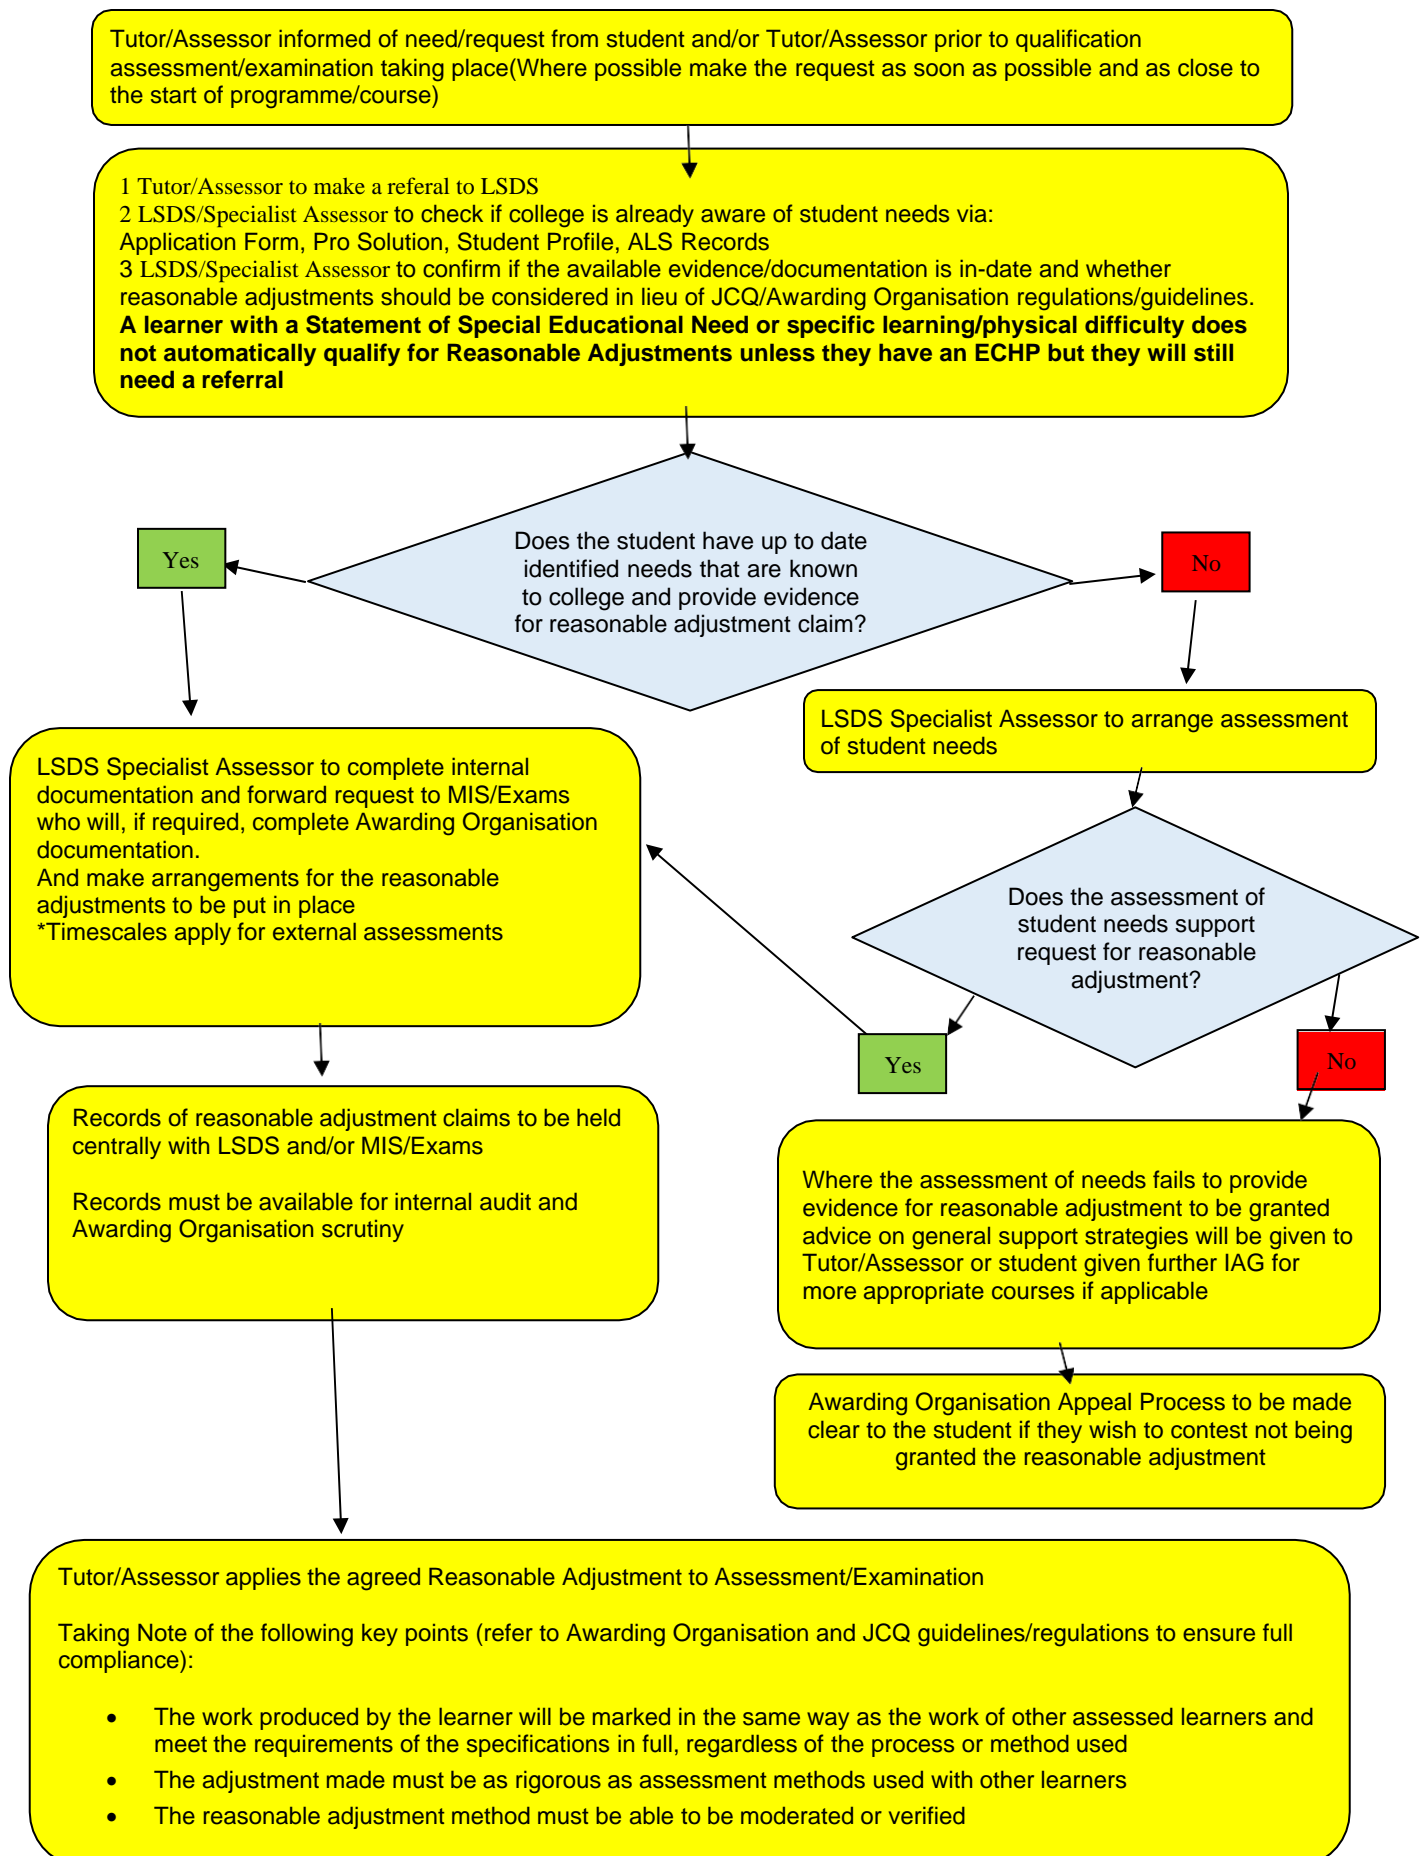 Tutor/Assessor informed of need/request from student and/or Tutor/Assessor prior to qualification
assessment/examination taking place(Where possible make the request as soon as possible and as close to
the start of programme/course)
1 Tutor/Assessor to make a referal to LSDS
2 LSDS/Specialist Assessor to check if college is already aware of student needs via:
Application Form, Pro Solution, Student Profile, ALS Records
3 LSDS/Specialist Assessor to confirm if the available evidence/documentation is in-date and whether
reasonable adjustments should be considered in lieu of JCQ/Awarding Organisation regulations/guidelines.
A learner with a Statement of Special Educational Need or specific learning/physical difficulty does
not automatically qualify for Reasonable Adjustments unless they have an ECHP but they will still
need a referral
Does the student have up to date
identified needs that are known
to college and provide evidence
for reasonable adjustment claim?
Yes
No
LSDS Specialist Assessor to complete internal
documentation and forward request to MIS/Exams
who will, if required, complete Awarding Organisation
documentation.
And make arrangements for the reasonable
adjustments to be put in place
*Timescales apply for external assessments
LSDS Specialist Assessor to arrange assessment
of student needs
Does the assessment of
student needs support
request for reasonable
adjustment?
Yes
No
Records of reasonable adjustment claims to be held
centrally with LSDS and/or MIS/Exams
Records must be available for internal audit and
Awarding Organisation scrutiny
Where the assessment of needs fails to provide
evidence for reasonable adjustment to be granted
advice on general support strategies will be given to
Tutor/Assessor or student given further IAG for
more appropriate courses if applicable
Awarding Organisation Appeal Process to be made
clear to the student if they wish to contest not being
granted the reasonable adjustment
Tutor/Assessor applies the agreed Reasonable Adjustment to Assessment/Examination
Taking Note of the following key points (refer to Awarding Organisation and JCQ guidelines/regulations to ensure full
compliance):
• The work produced by the learner will be marked in the same way as the work of other assessed learners and
meet the requirements of the specifications in full, regardless of the process or method used
• The adjustment made must be as rigorous as assessment methods used with other learners
• The reasonable adjustment method must be able to be moderated or verified